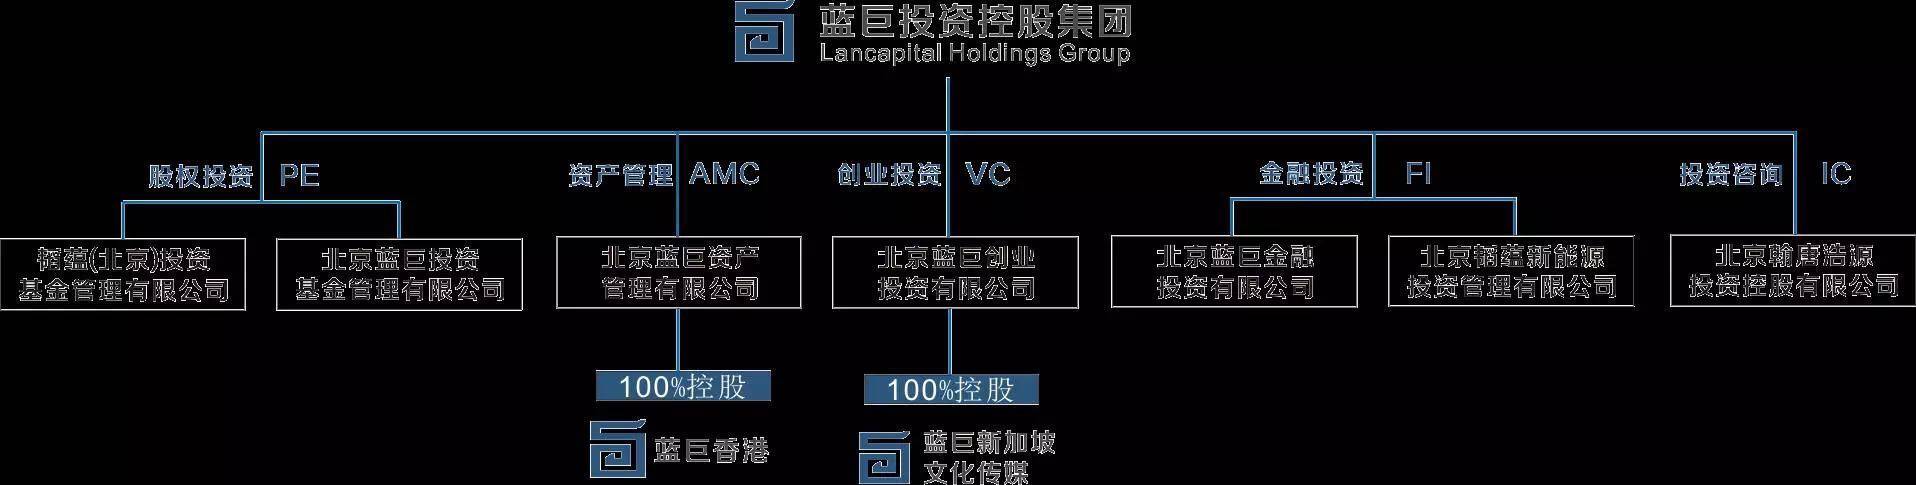 蓝巨投资控股集团
Lancapital Holdings Group
股权投资 PE
资产管理 AMC
创业投资 VC
金融投资 FI
投资咨询 IC
韬蕴(北京)投资
基金管理有限公司
北京蓝巨投资
基金管理有限公司
北京蓝巨资产
管理有限公司
北京蓝巨创业
投资有限公司
北京蓝巨金融
投资有限公司
北京韬蕴新能源
投资管理有限公司
北京翰唐浩源
投资控股有限公司
100%控股
100%控股
蓝巨香港
蓝巨新加坡
文化传媒